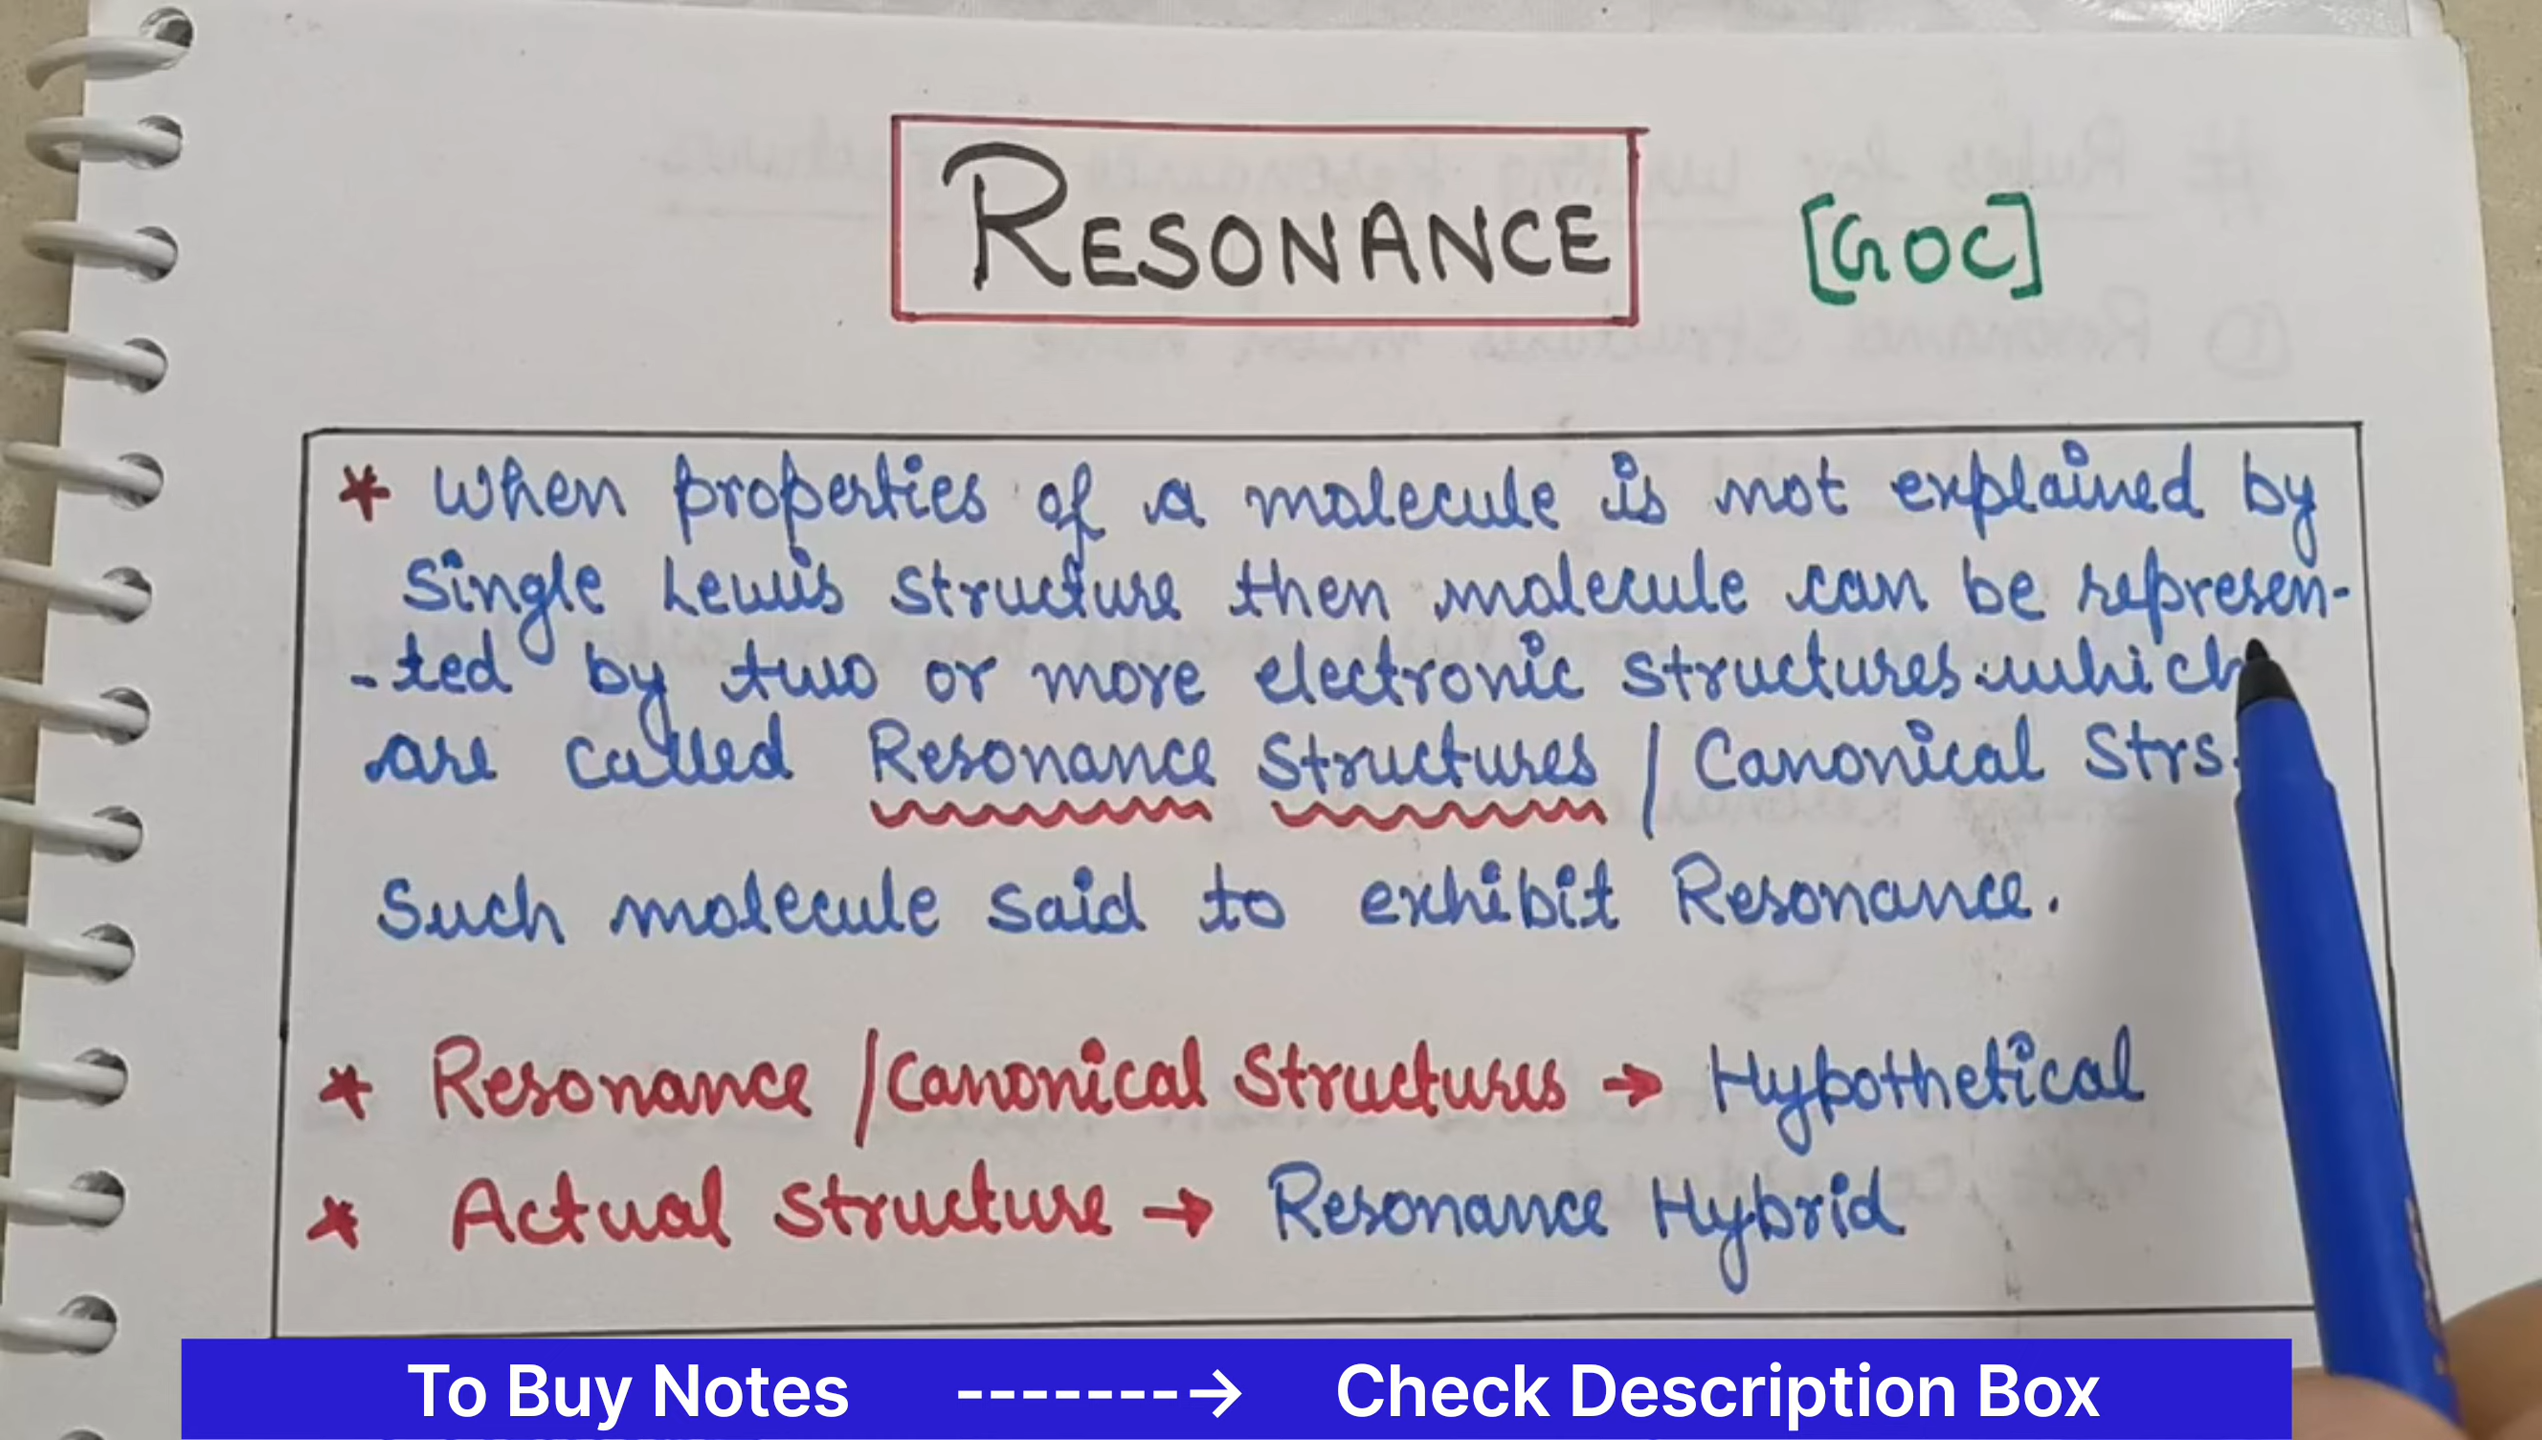 RESONANCE [GOC]
* When properties of a molecule is not explained by
Single Lewis structure then molecule can be represen-
-ted by two or more electronic structures which
are called Resonance Structures / Canonical Strs.
Such molecule said to exhibit Resonance.
* Resonance /Canonical Structures → Hypothetical
* Actual structure → Resonance Hybrid
To Buy Notes -------> Check Description Box